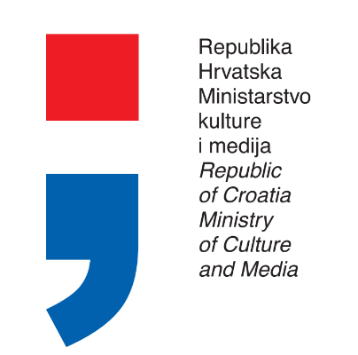 Republika
Hrvatska
Ministarstvo
kulture
i medija
Republic
of Croatia
Ministry
of Culture
and Media